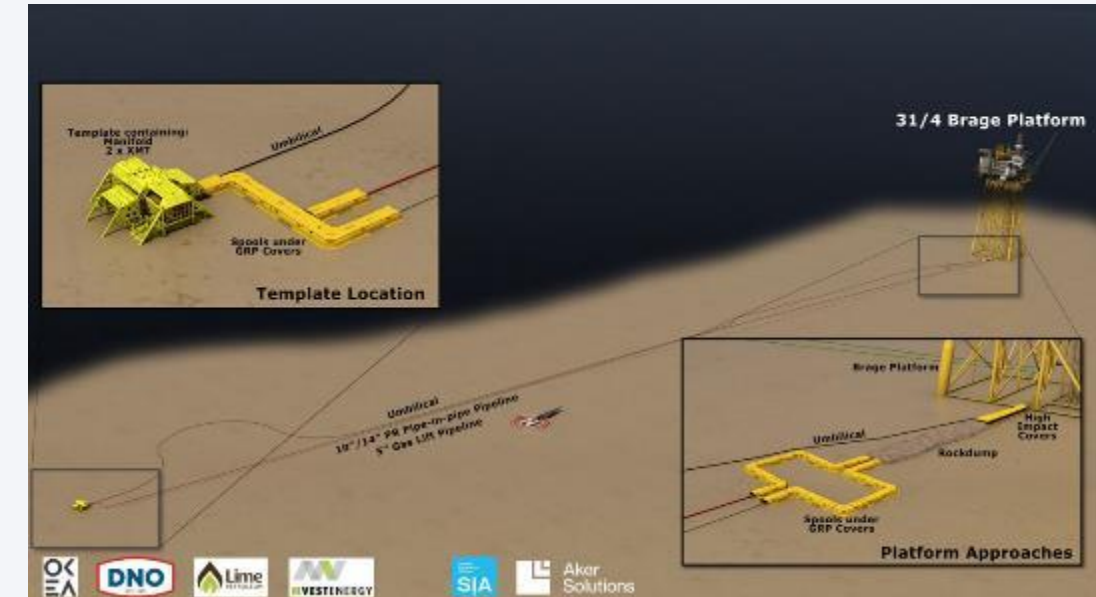 31/4 Brage Platform
Template containing:
Manifold
2 x XMT
Umbilical
Spools under
GRP Covers
Template Location
Umbilical
10"/14" PR Pipe-in-pipe Pipeline
5" Gas Lift Pipeline
Brage Platform
High
Impact
Covers
Umbilical
Rockdump
Spools under
GRP Covers
Platform Approaches
OKEA
DNO
Lime
VESTENERGY
SIA
Aker
Solutions